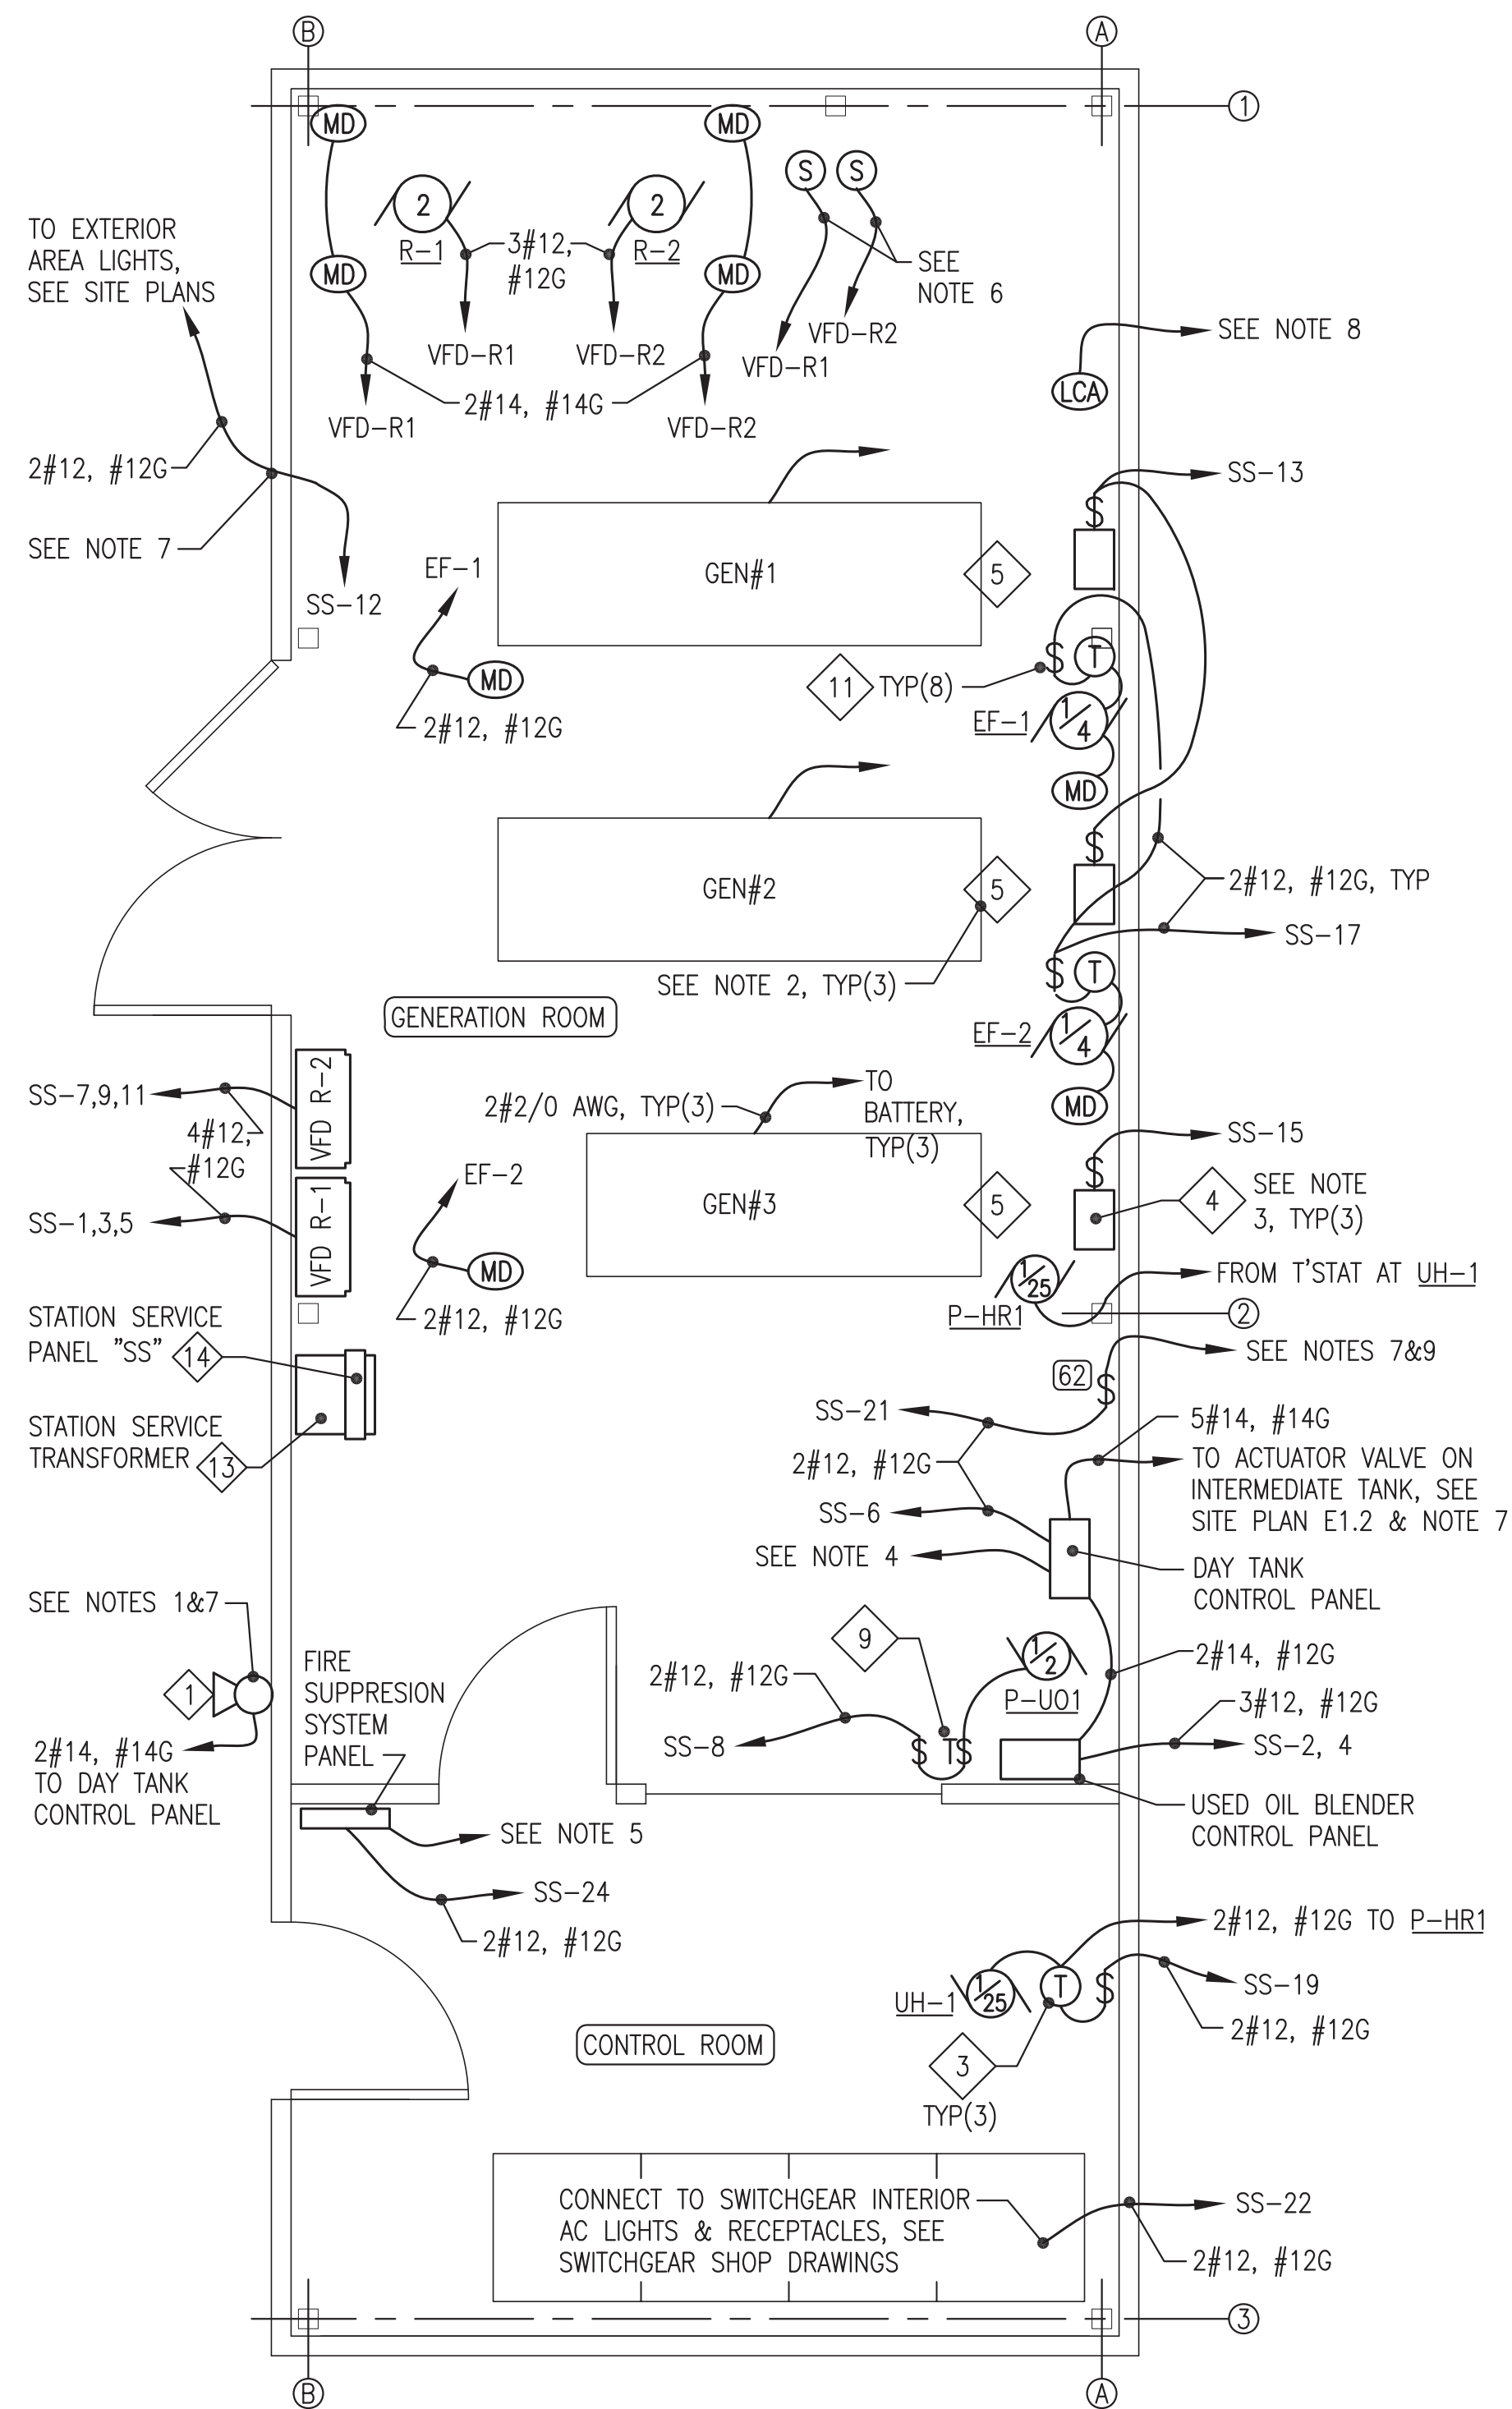 B
A
1
MD
MD
S
S
2
2
R-1
R-2
3#12,
#12G
TO EXTERIOR
AREA LIGHTS,
SEE SITE PLANS
MD
MD
SEE
NOTE 6
VFD-R1
VFD-R2
VFD-R1
VFD-R2
SEE NOTE 8
LCA
2#14, #14G
VFD-R1
VFD-R2
2#12, #12G
SS-13
$
SEE NOTE 7
EF-1
GEN#1
5
SS-12
$
T
MD
11
TYP(8)
2#12, #12G
EF-1
1/4
MD
$
GEN#2
5
2#12, #12G, TYP
SS-17
SEE NOTE 2, TYP(3)
$
T
GENERATION ROOM
EF-2
1/4
SS-7,9,11
VFD R-2
4#12,
#12G
2#2/0 AWG, TYP(3)
TO
BATTERY,
TYP(3)
MD
SS-15
$
SS-1,3,5
VFD R-1
EF-2
GEN#3
5
4
SEE NOTE
3, TYP(3)
MD
2#12, #12G
1/25
P-HR1
FROM T'STAT AT UH-1
2
STATION SERVICE
PANEL "SS"
14
62
$
SEE NOTES 7&9
STATION SERVICE
TRANSFORMER
13
SS-21
5#14, #14G
2#12, #12G
TO ACTUATOR VALVE ON
INTERMEDIATE TANK, SEE
SITE PLAN E1.2 & NOTE 7
SS-6
SEE NOTE 4
DAY TANK
CONTROL PANEL
SEE NOTES 1&7
1
2#14, #14G
TO DAY TANK
CONTROL PANEL
FIRE
SUPPRESION
SYSTEM
PANEL
9
1/2
P-UO1
2#12, #12G
SS-8
$
T$
2#14, #12G
3#12, #12G
SS-2, 4
USED OIL BLENDER
CONTROL PANEL
SEE NOTE 5
SS-24
2#12, #12G
2#12, #12G TO P-HR1
UH-1
1/25
T
$
SS-19
2#12, #12G
CONTROL ROOM
3
TYP(3)
CONNECT TO SWITCHGEAR INTERIOR
AC LIGHTS & RECEPTACLES, SEE
SWITCHGEAR SHOP DRAWINGS
SS-22
2#12, #12G
3
B
A